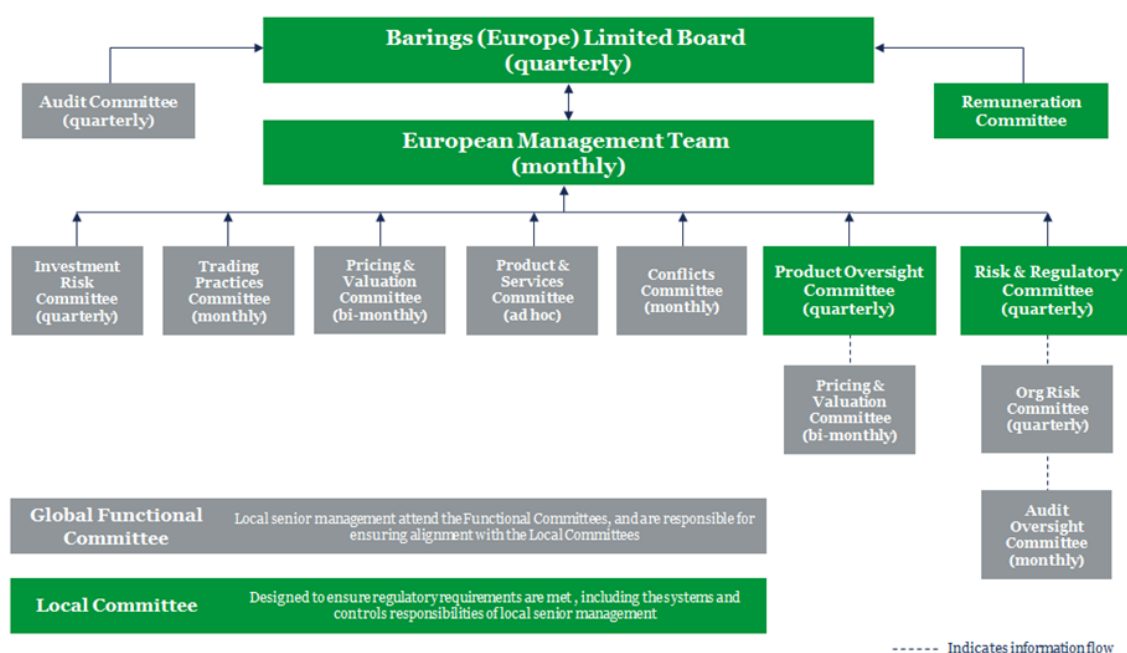 Barings (Europe) Limited Board
(quarterly)
Audit Committee
(quarterly)
Remuneration
Committee
European Management Team
(monthly)
Investment
Risk
Committee
(quarterly)
Trading
Practices
Committee
(monthly)
Pricing &
Valuation
Committee
(bi-monthly)
Product &
Services
Committee
(ad hoc)
Conflicts
Committee
(monthly)
Product Oversight
Committee
(quarterly)
Risk & Regulatory
Committee
(quarterly)
Pricing &
Valuation
Committee
(bi-monthly)
Org Risk
Committee
(quarterly)
Audit
Oversight
Committee
(monthly)
Global Functional
Committee
Local senior management attend the Functional Committees, and are responsible for
ensuring alignment with the Local Committees
Local Committee
Designed to ensure regulatory requirements are met , including the systems and
controls responsibilities of local senior management
Indicates information flow